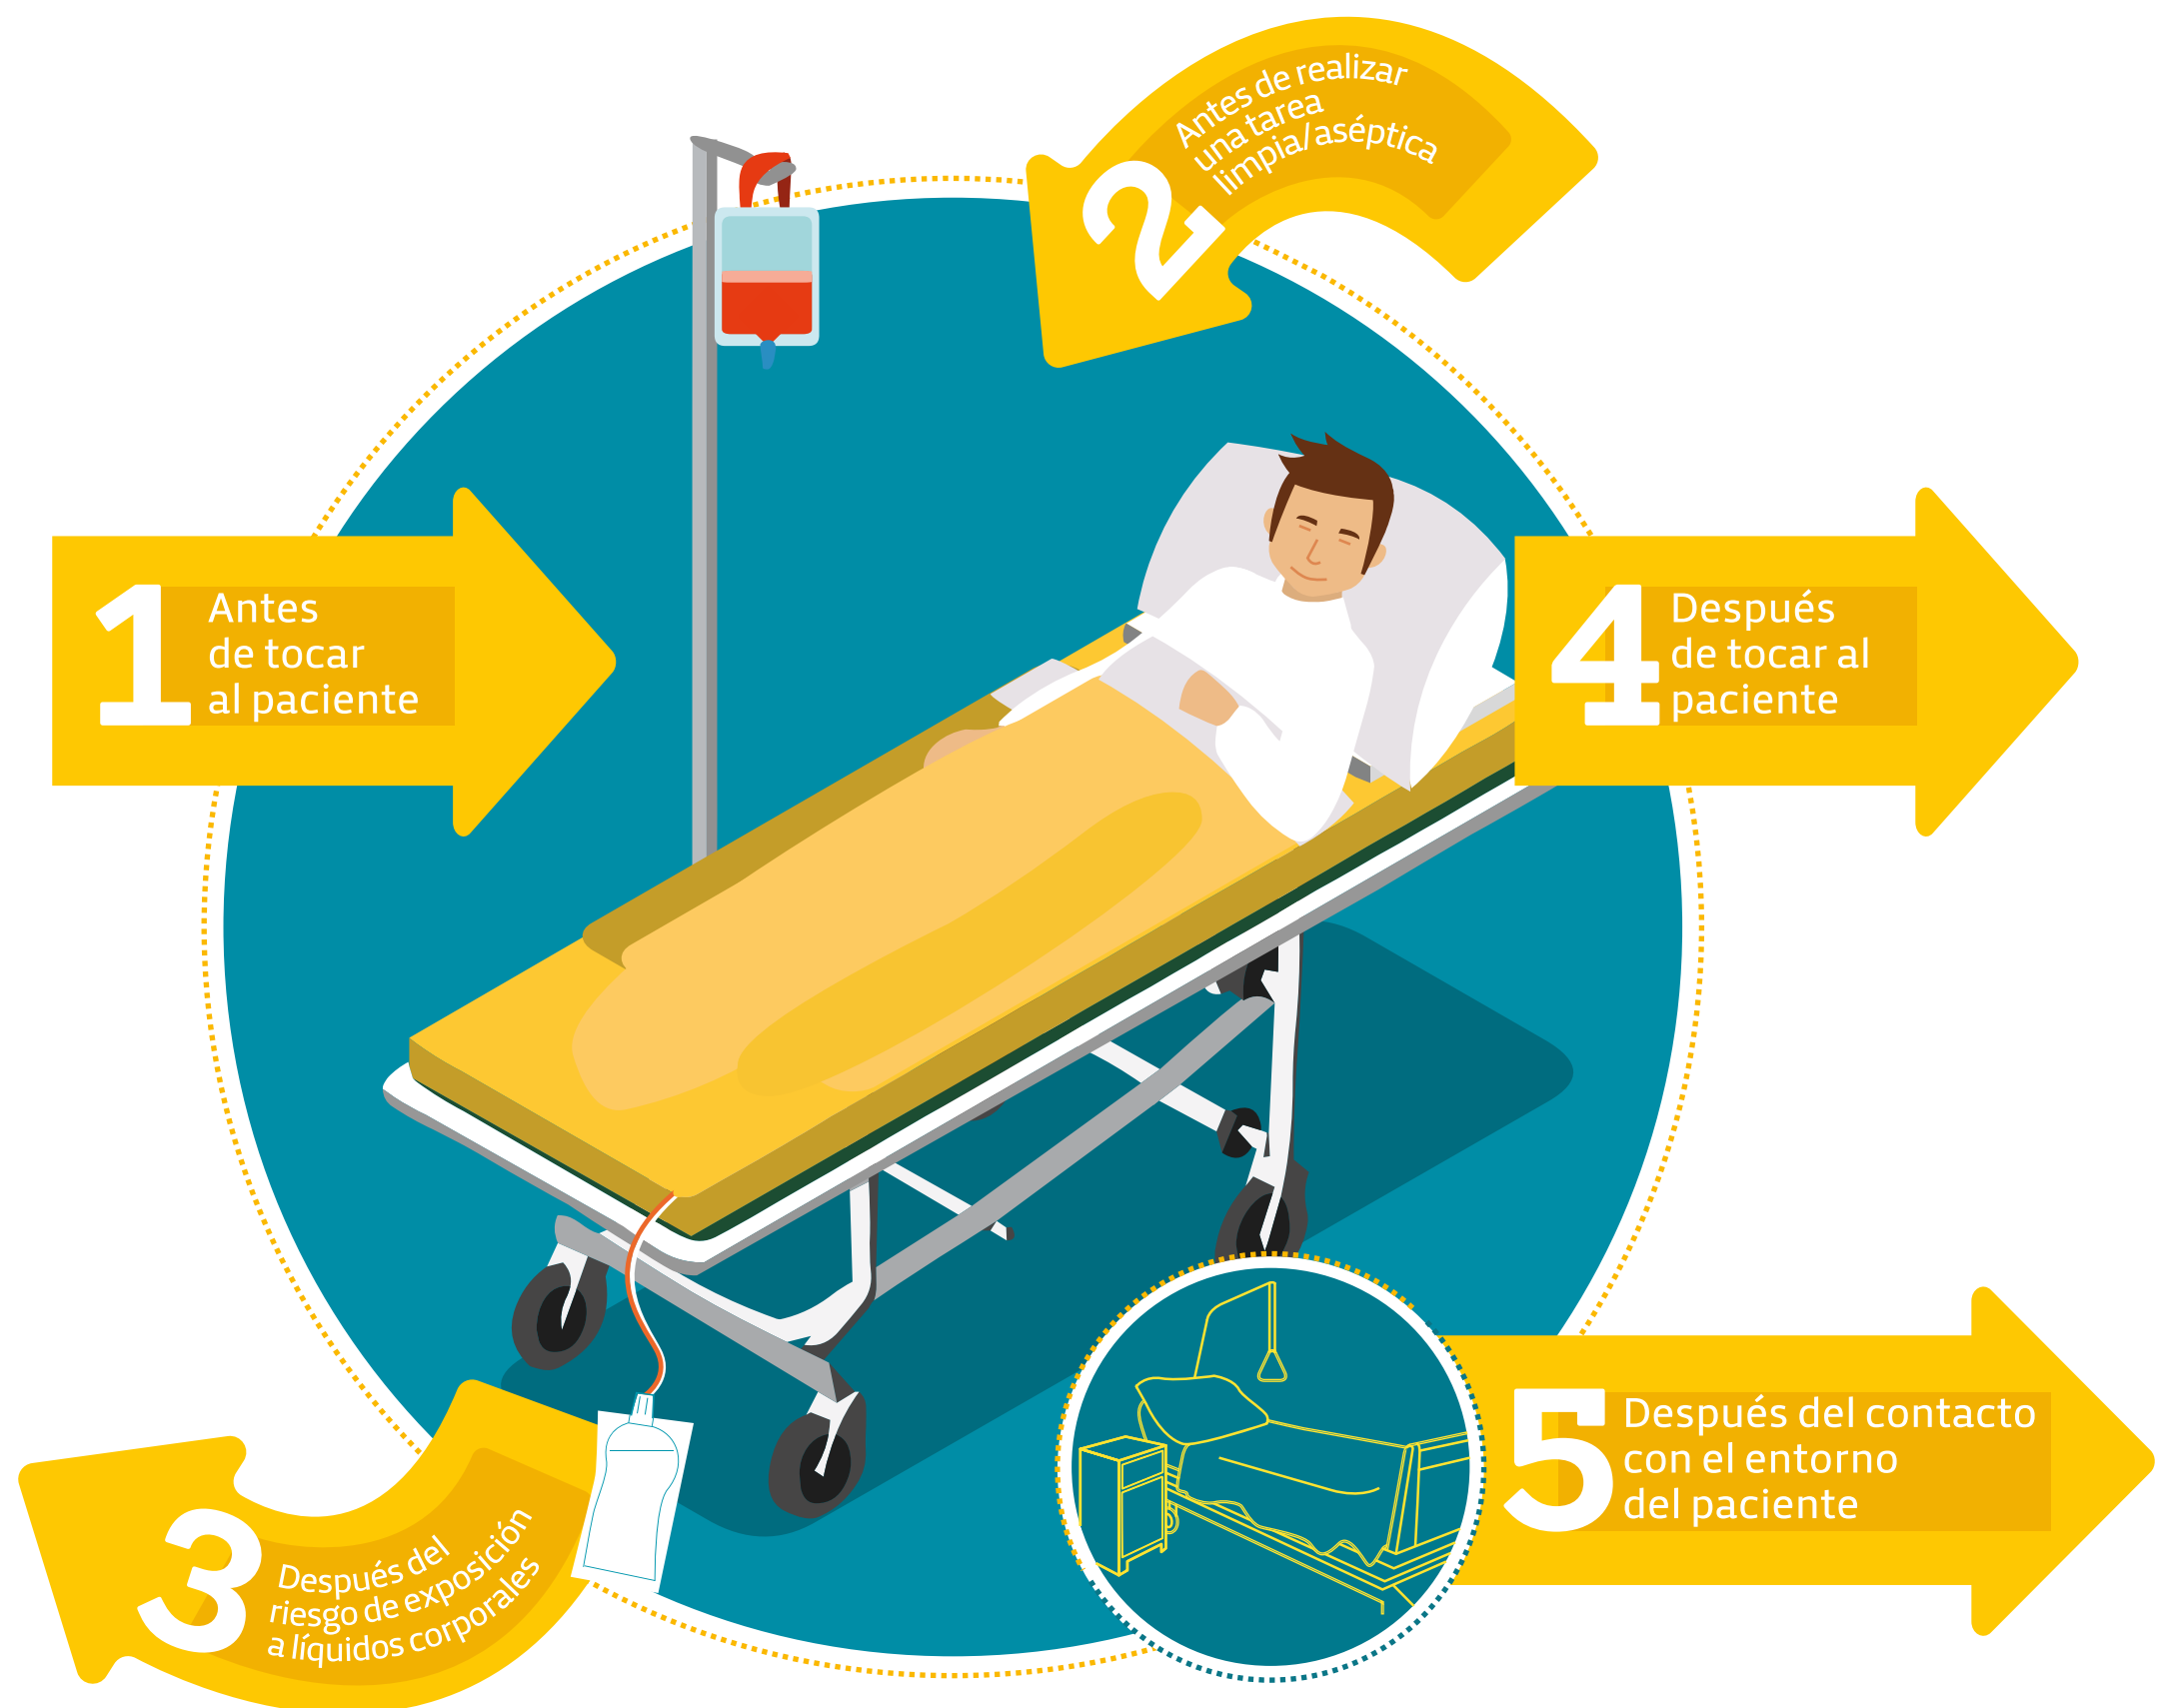 1
Antes
de tocar
al paciente
2
Antes de realizar
una tarea
limpia/aséptica
3
Después del
riesgo de exposición
a líquidos corporales
4
Después
de tocar al
paciente
5
Después del contacto
con el entorno
del paciente